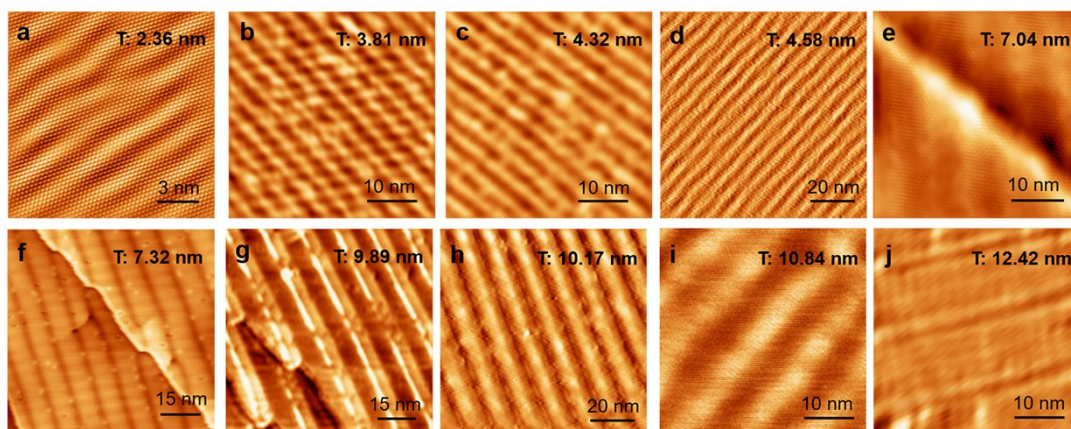 a T: 2.36 nm
3 nm
b T: 3.81 nm
10 nm
c T: 4.32 nm
10 nm
d T: 4.58 nm
20 nm
e T: 7.04 nm
10 nm
f T: 7.32 nm
15 nm
g T: 9.89 nm
15 nm
h T: 10.17 nm
20 nm
i T: 10.84 nm
10 nm
j T: 12.42 nm
10 nm